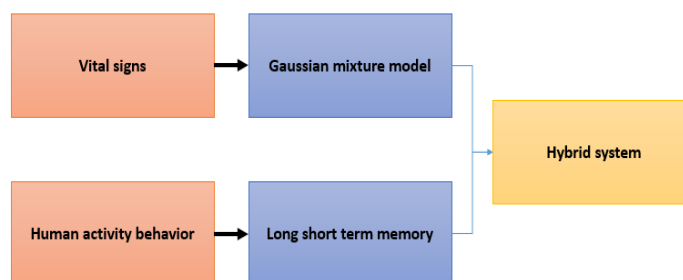 Vital signs
Gaussian mixture model
Hybrid system
Human activity behavior
Long short term memory